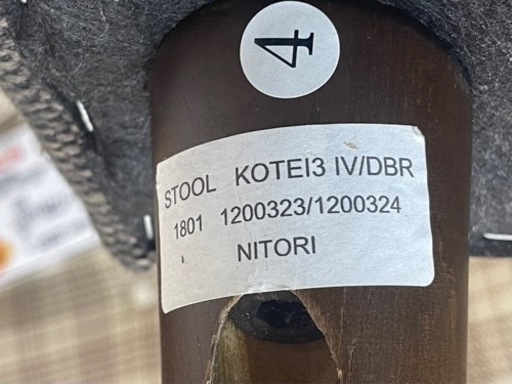 4
STOOL KOTEI3 IV/DBR
1801 1200323/1200324
NITORI